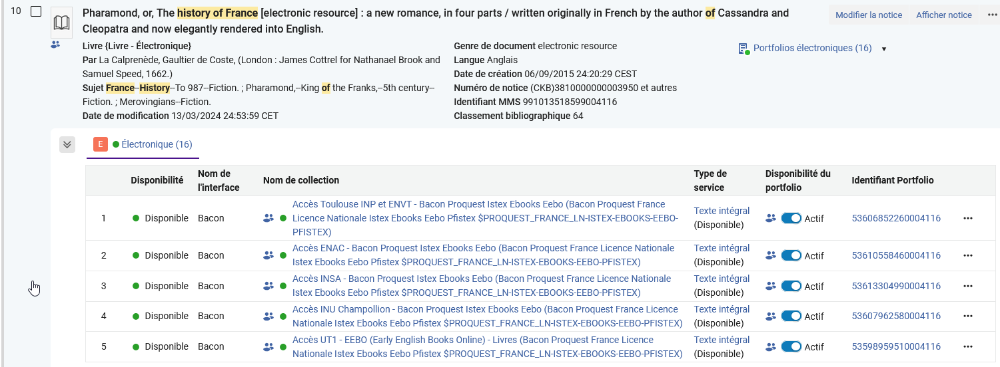 10
Pharamond, or, The history of France [electronic resource] : a new romance, in four parts / written originally in French by the author of Cassandra and
Cleopatra and now elegantly rendered into English.
Modifier la notice
Afficher notice
Livre {Livre - Électronique}
Par La Calprenède, Gaultier de Coste, (London : James Cottrel for Nathanael Brook and
Samuel Speed, 1662.)
Sujet France--History--To 987--Fiction. ; Pharamond,--King of the Franks,--5th century--
Fiction. ; Merovingians--Fiction.
Date de modification 13/03/2024 24:53:59 CET
Genre de document electronic resource
Langue Anglais
Date de création 06/09/2015 24:20:29 CEST
Numéro de notice (CKB)3810000000003950 et autres
Identifiant MMS 991013518599004116
Classement bibliographique 64
Portfolios électroniques (16)
E Électronique (16)
Disponibilité
Nom de
l'interface
Nom de collection
Type de
service
Disponibilité du
portfolio
Identifiant Portfolio
1 Disponible Bacon
Accès Toulouse INP et ENVT - Bacon Proquest Istex Ebooks Eebo (Bacon Proquest France
Licence Nationale Istex Ebooks Eebo Pfistex $PROQUEST_FRANCE_LN-ISTEX-EBOOKS-EEBO-
PFISTEX)
Texte intégral
(Disponible)
Actif
53606852260004116
2 Disponible Bacon
Accès ENAC - Bacon Proquest Istex Ebooks Eebo (Bacon Proquest France Licence Nationale
Istex Ebooks Eebo Pfistex $PROQUEST_FRANCE_LN-ISTEX-EBOOKS-EEBO-PFISTEX)
Texte intégral
(Disponible)
Actif
53610558460004116
3 Disponible Bacon
Accès INSA - Bacon Proquest Istex Ebooks Eebo (Bacon Proquest France Licence Nationale
Istex Ebooks Eebo Pfistex $PROQUEST_FRANCE_LN-ISTEX-EBOOKS-EEBO-PFISTEX)
Texte intégral
(Disponible)
Actif
53613304990004116
4 Disponible Bacon
Accès INU Champollion - Bacon Proquest Istex Ebooks Eebo (Bacon Proquest France Licence
Nationale Istex Ebooks Eebo Pfistex $PROQUEST_FRANCE_LN-ISTEX-EBOOKS-EEBO-PFISTEX)
Texte intégral
(Disponible)
Actif
53607962580004116
5 Disponible Bacon
Accès UT1 - EEBO (Early English Books Online) - Livres (Bacon Proquest France Licence
Nationale Istex Ebooks Eebo Pfistex $PROQUEST_FRANCE_LN-ISTEX-EBOOKS-EEBO-PFISTEX)
Texte intégral
(Disponible)
Actif
53598959510004116